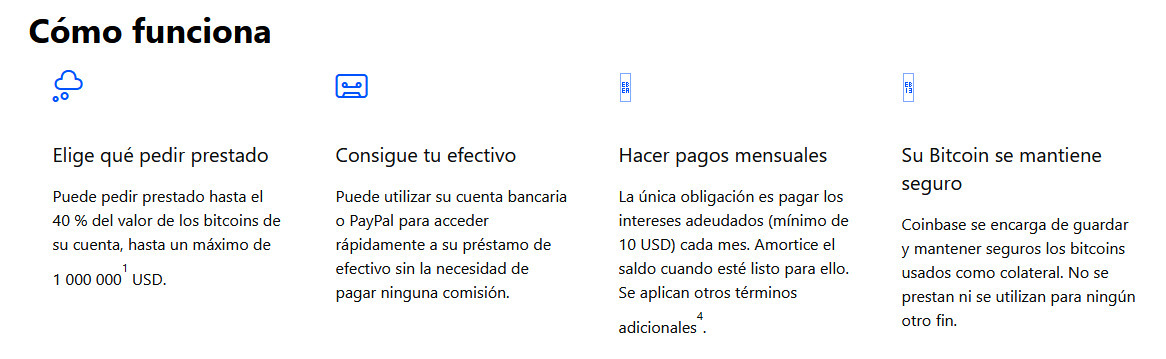 Cómo funciona
Elige qué pedir prestado
Puede pedir prestado hasta el
40 % del valor de los bitcoins de
su cuenta, hasta un máximo de
1 000 000¹ USD.
Consigue tu efectivo
Puede utilizar su cuenta bancaria
o PayPal para acceder
rápidamente a su préstamo de
efectivo sin la necesidad de
pagar ninguna comisión.
Hacer pagos mensuales
La única obligación es pagar los
intereses adeudados (mínimo de
10 USD) cada mes. Amortice el
saldo cuando esté listo para ello.
Se aplican otros términos
adicionales⁴.
Su Bitcoin se mantiene
seguro
Coinbase se encarga de guardar
y mantener seguros los bitcoins
usados como colateral. No se
prestan ni se utilizan para ningún
otro fin.